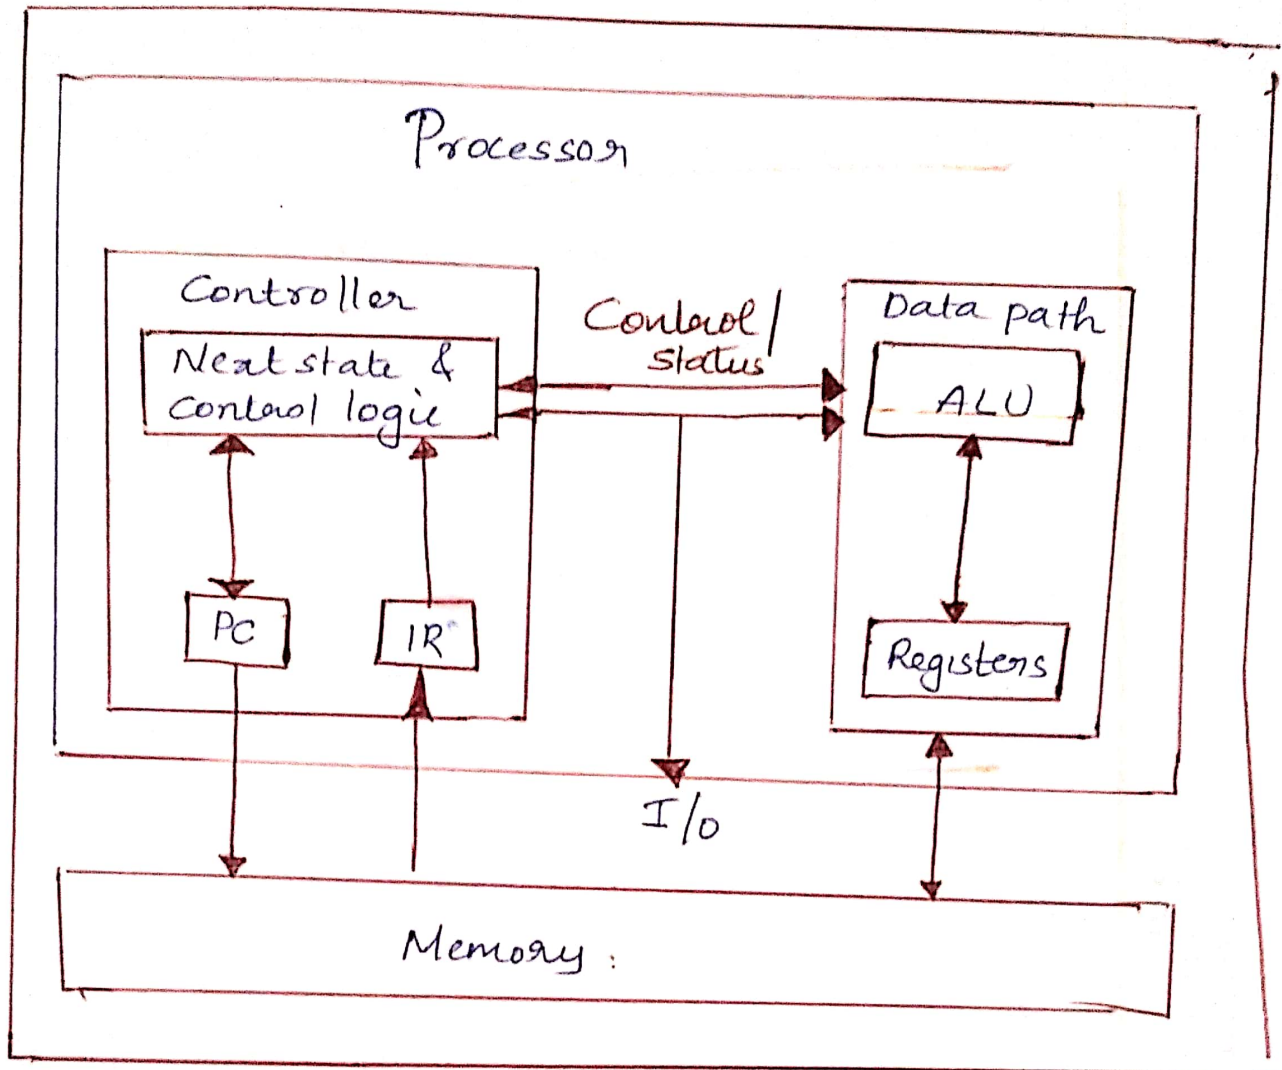 Processor
Controller
Next state &
control logic
Control/
status
Data path
ALU
PC
IR
Registers
I/O
Memory :